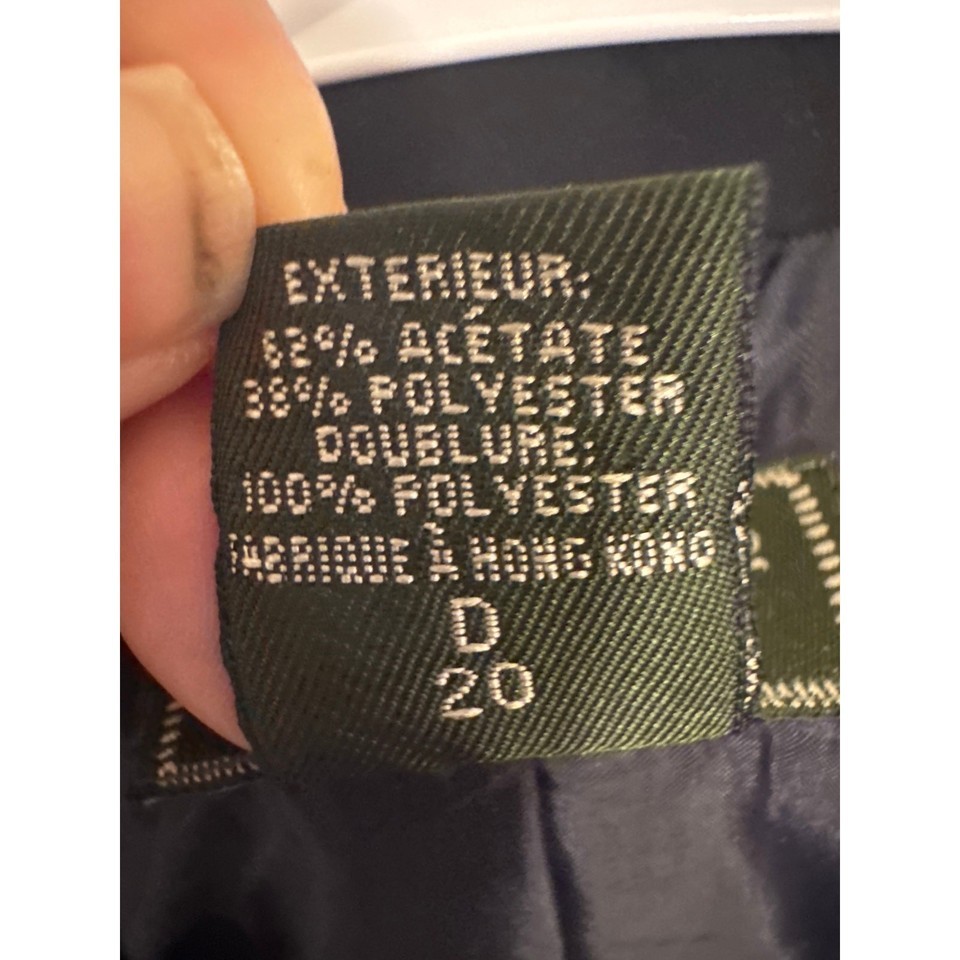 EXTERIEUR:
62% ACÉTATE
38% POLYESTER
DOUBLURE:
100% POLYESTER
FABRIQUE À HONG KONG
D
20